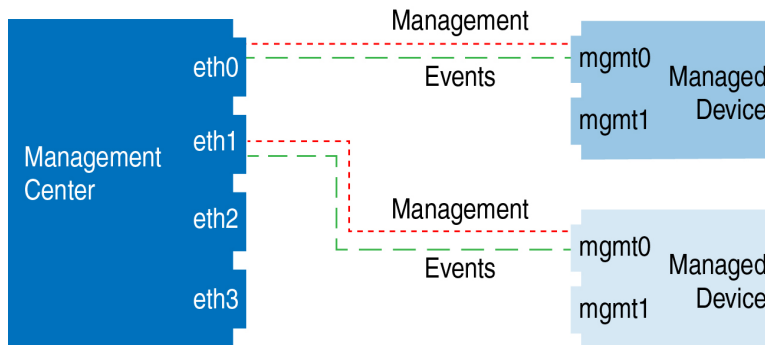 Management
eth0
mgmt0
Managed
Device
Events
mgmt1
eth1
Management
Center
eth2
Management
mgmt0
Managed
Device
Events
eth3
mgmt1